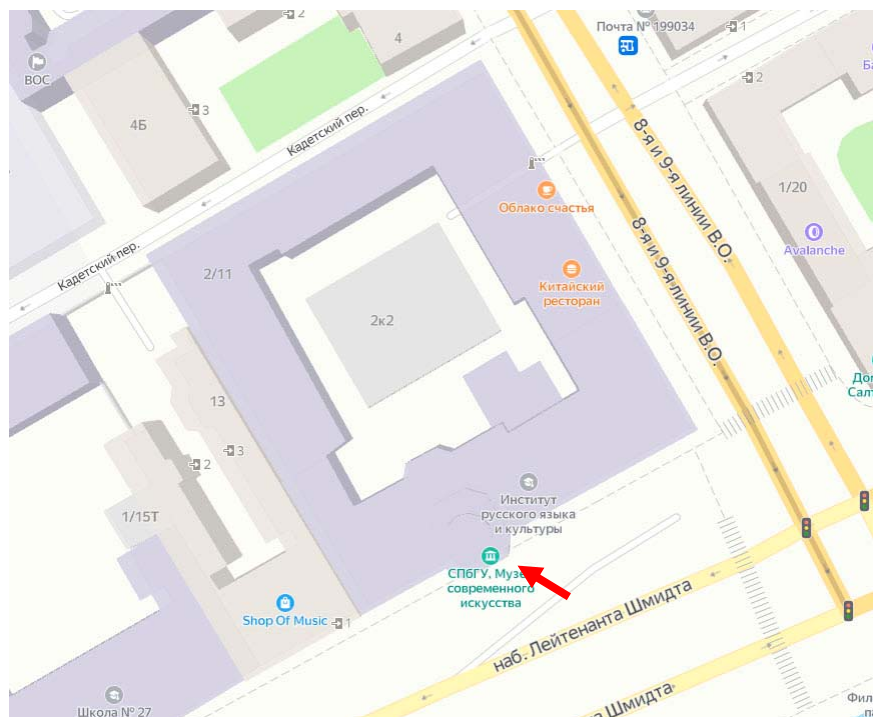 2
4
Почта № 199034
1
ВОС
3
2
4Б
Кадетский пер.
8-я и 9-я линии В.О.
1/20
Облако счастья
Avalanche
8-я и 9-я линии В.О.
Кадетский пер.
2/11
Китайский
ресторан
2к2
13
3
2
Институт
русского языка
и культуры
1/15Т
СПбГУ, Музей
современного
искусства
Shop Of Music
1
наб. Лейтенанта Шмидта
Шмидта
Школа № 27